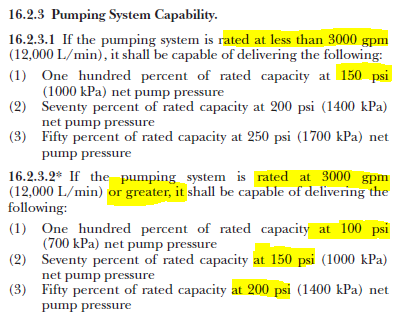 16.2.3 Pumping System Capability.
16.2.3.1 If the pumping system is rated at less than 3000 gpm
(12,000 L/min), it shall be capable of delivering the following:
(1) One hundred percent of rated capacity at 150 psi
(1000 kPa) net pump pressure
(2) Seventy percent of rated capacity at 200 psi (1400 kPa)
net pump pressure
(3) Fifty percent of rated capacity at 250 psi (1700 kPa) net
pump pressure
16.2.3.2* If the pumping system is rated at 3000 gpm
(12,000 L/min) or greater, it shall be capable of delivering the
following:
(1) One hundred percent of rated capacity at 100 psi
(700 kPa) net pump pressure
(2) Seventy percent of rated capacity at 150 psi (1000 kPa)
net pump pressure
(3) Fifty percent of rated capacity at 200 psi (1400 kPa) net
pump pressure